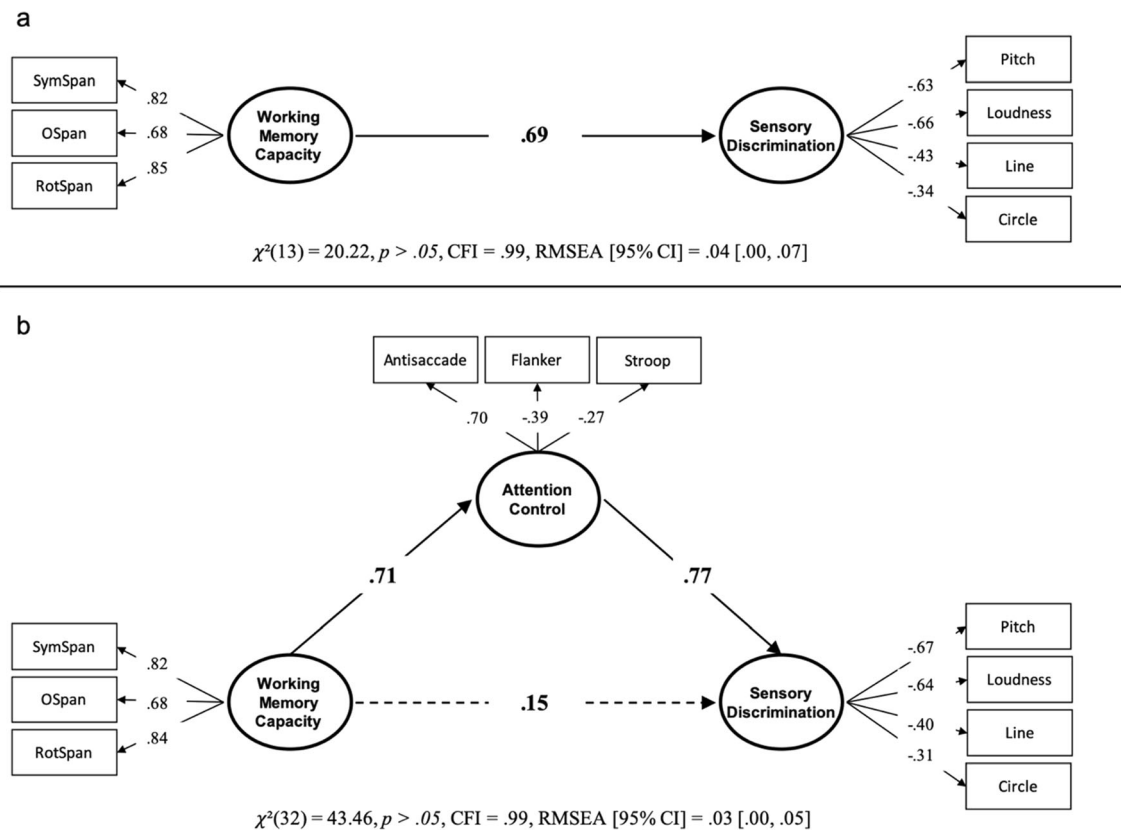 a
SymSpan
OSpan
RotSpan
.82
.68
.85
Working
Memory
Capacity
.69
Sensory
Discrimination
-.63
-.66
-.43
-.34
Pitch
Loudness
Line
Circle
χ²(13) = 20.22, p > .05, CFI = .99, RMSEA [95% CI] = .04 [.00, .07]
b
Antisaccade
Flanker
Stroop
.70
-.39
-.27
Attention
Control
.71
.77
SymSpan
OSpan
RotSpan
.82
.68
.84
Working
Memory
Capacity
.15
Sensory
Discrimination
-.67
-.64
-.40
-.31
Pitch
Loudness
Line
Circle
χ²(32) = 43.46, p > .05, CFI = .99, RMSEA [95% CI] = .03 [.00, .05]